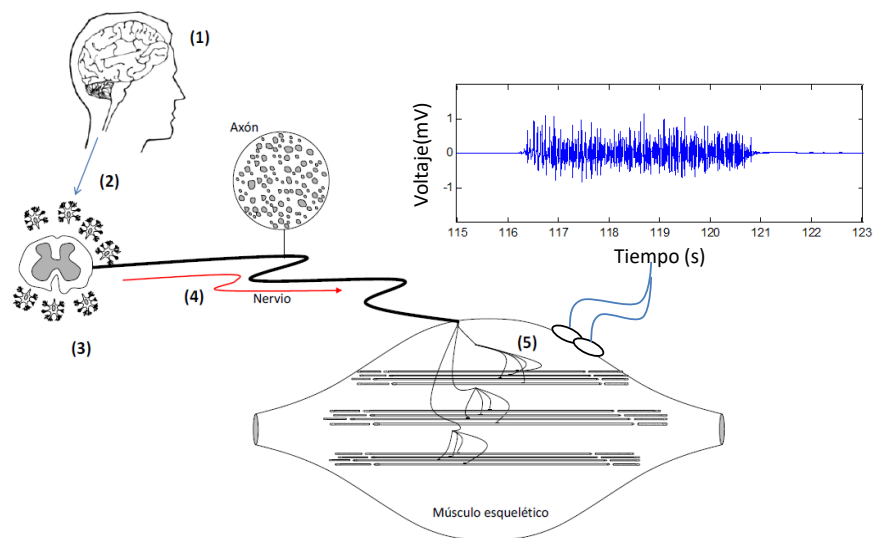 (1)
Axón
(2)
(4)
Nervio
(3)
(5)
Músculo esquelético
Voltaje(mV)
1
0
-1
115 116 117 118 119 120 121 122 123
Tiempo (s)